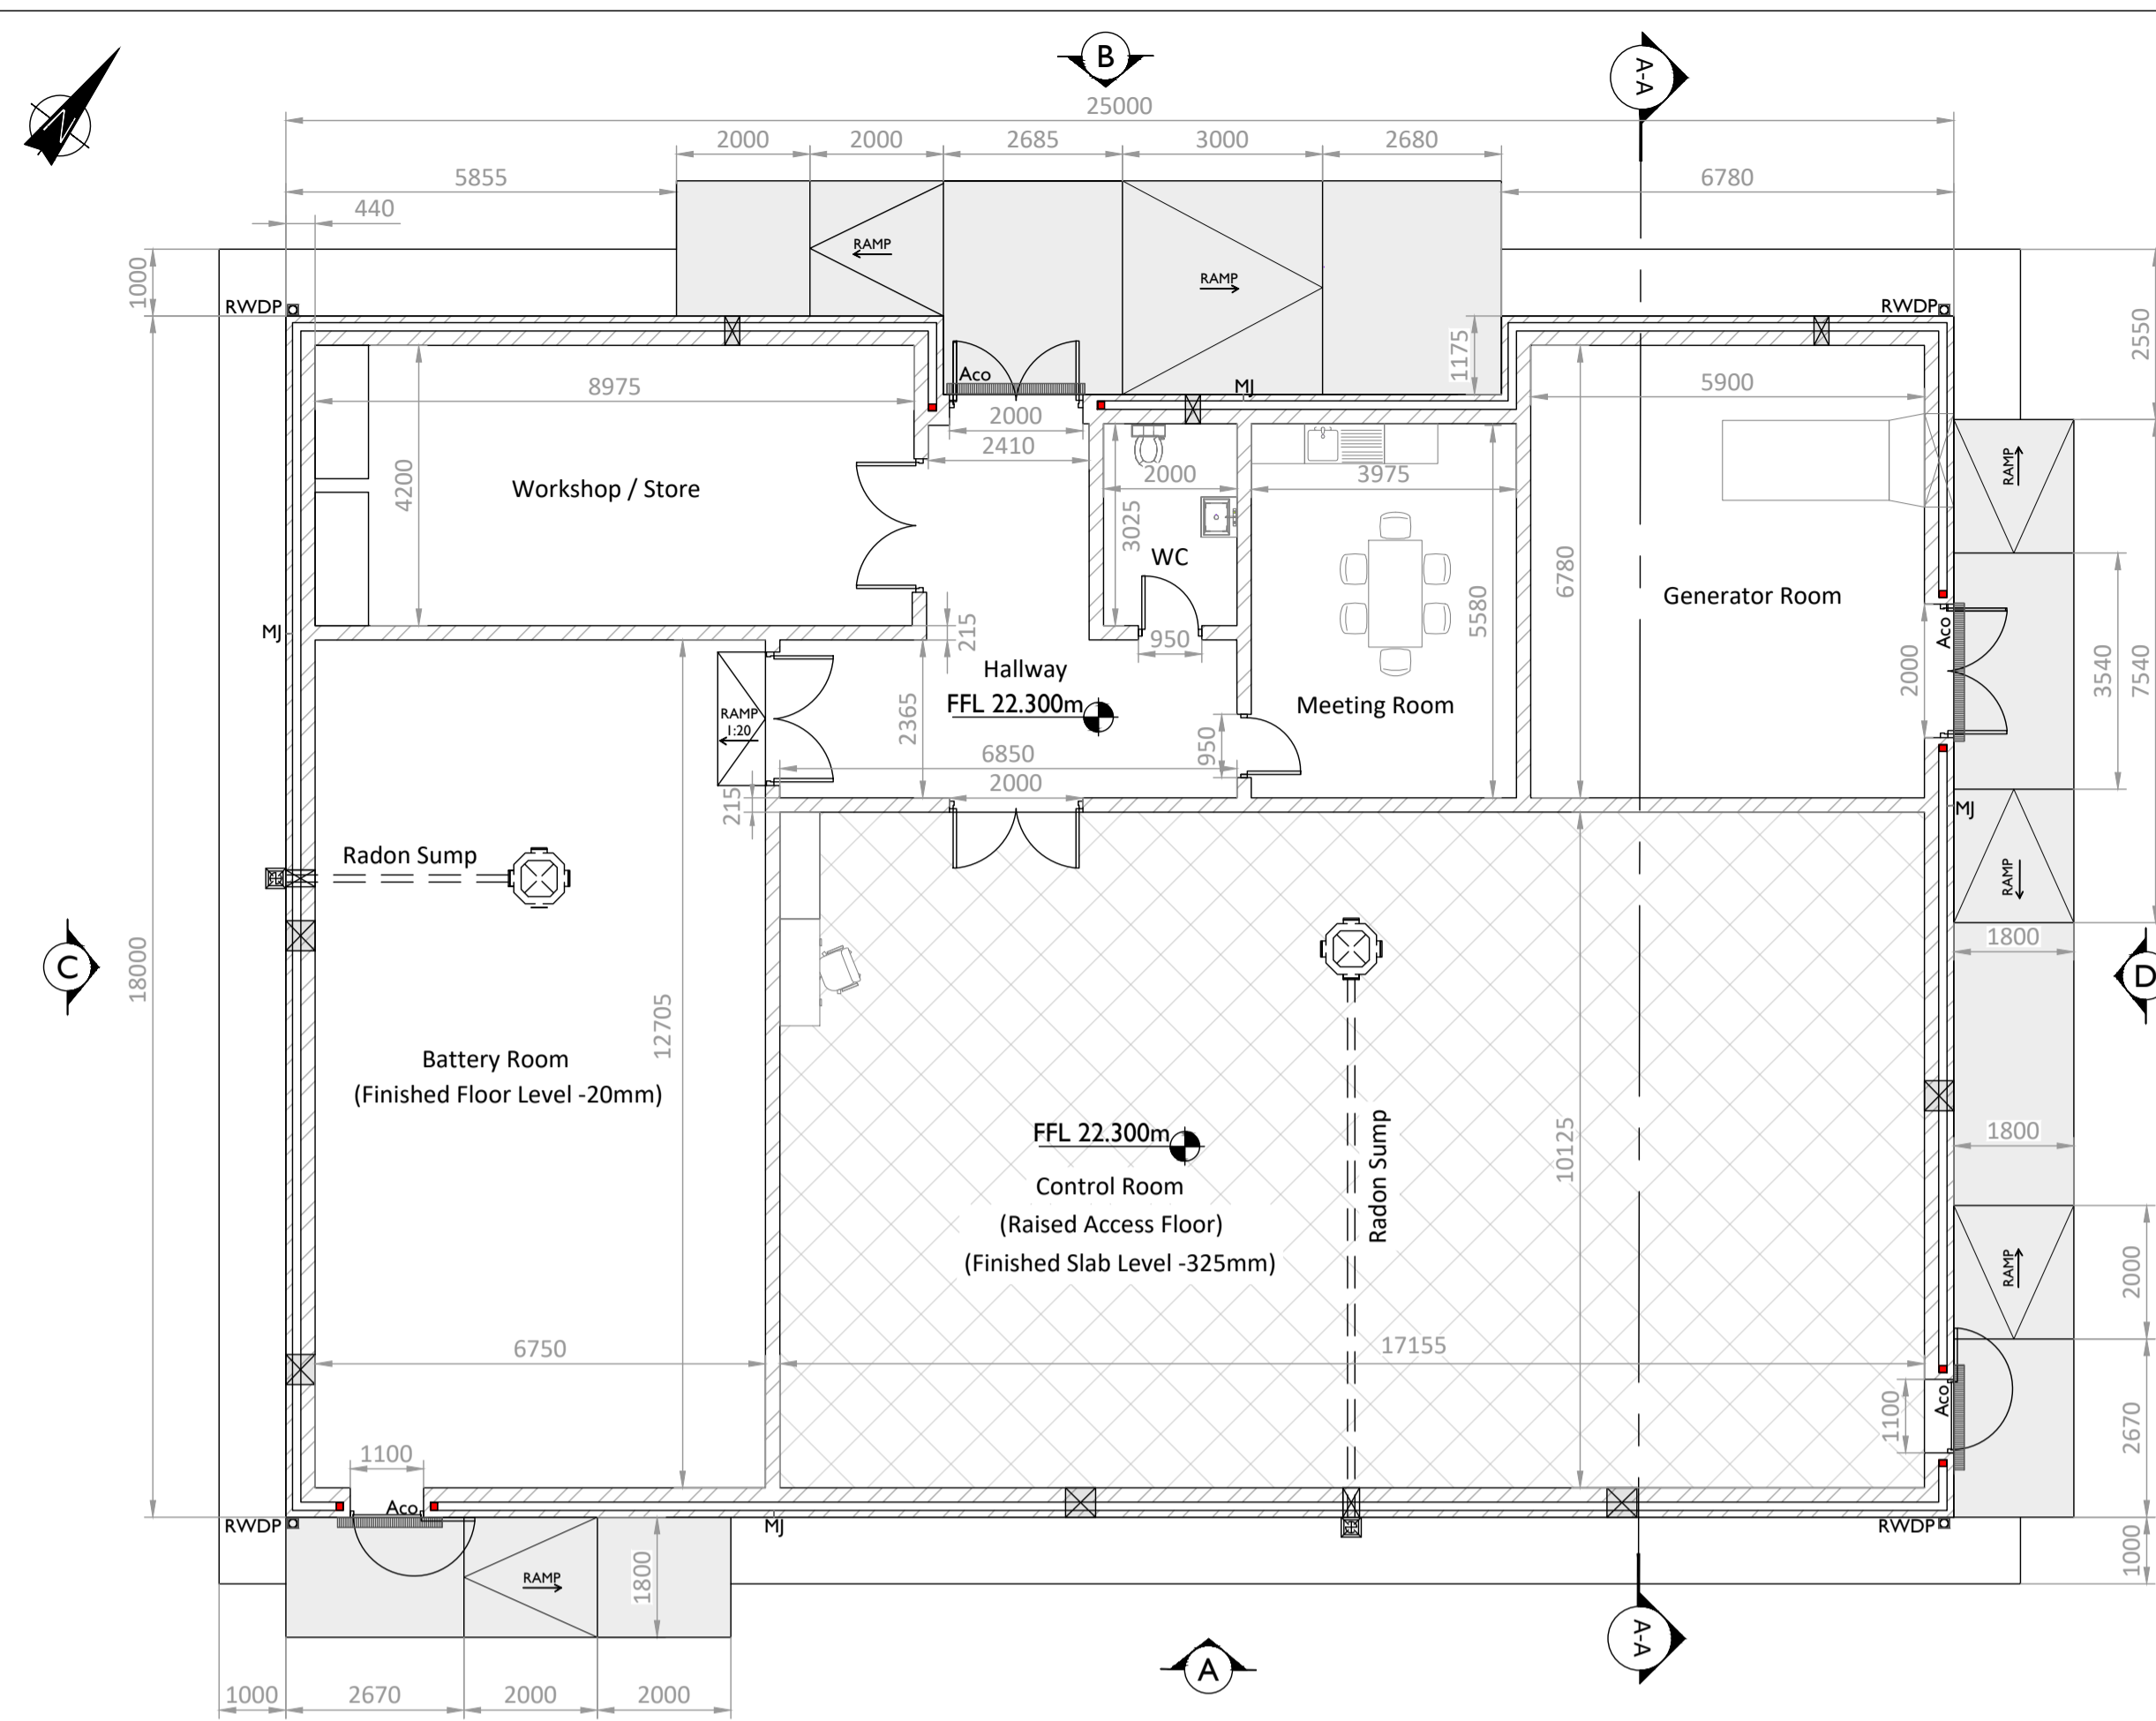 B
A-A
N
25000
2000
2000
2685
3000
2680
5855
6780
440
RAMP
RAMP
1000
RWDP
RWDP
2550
1175
Aco
MJ
8975
2000
5900
2410
RAMP
4200
2000
3975
Workshop / Store
3025
WC
6780
5580
Generator Room
MJ
215
950
Aco
Hallway
2000
3540
7540
FFL 22.300m
Meeting Room
RAMP
1:20
2365
950
6850
2000
215
MJ
Radon Sump
RAMP
1800
C
18000
D
12705
Battery Room
(Finished Floor Level -20mm)
FFL 22.300m
Radon Sump
10125
1800
Control Room
(Raised Access Floor)
(Finished Slab Level -325mm)
RAMP
2000
6750
17155
1100
Aco
2670
1100
Aco
RWDP
MJ
RWDP
1000
RAMP
1800
A-A
A
1000
2670
2000
2000